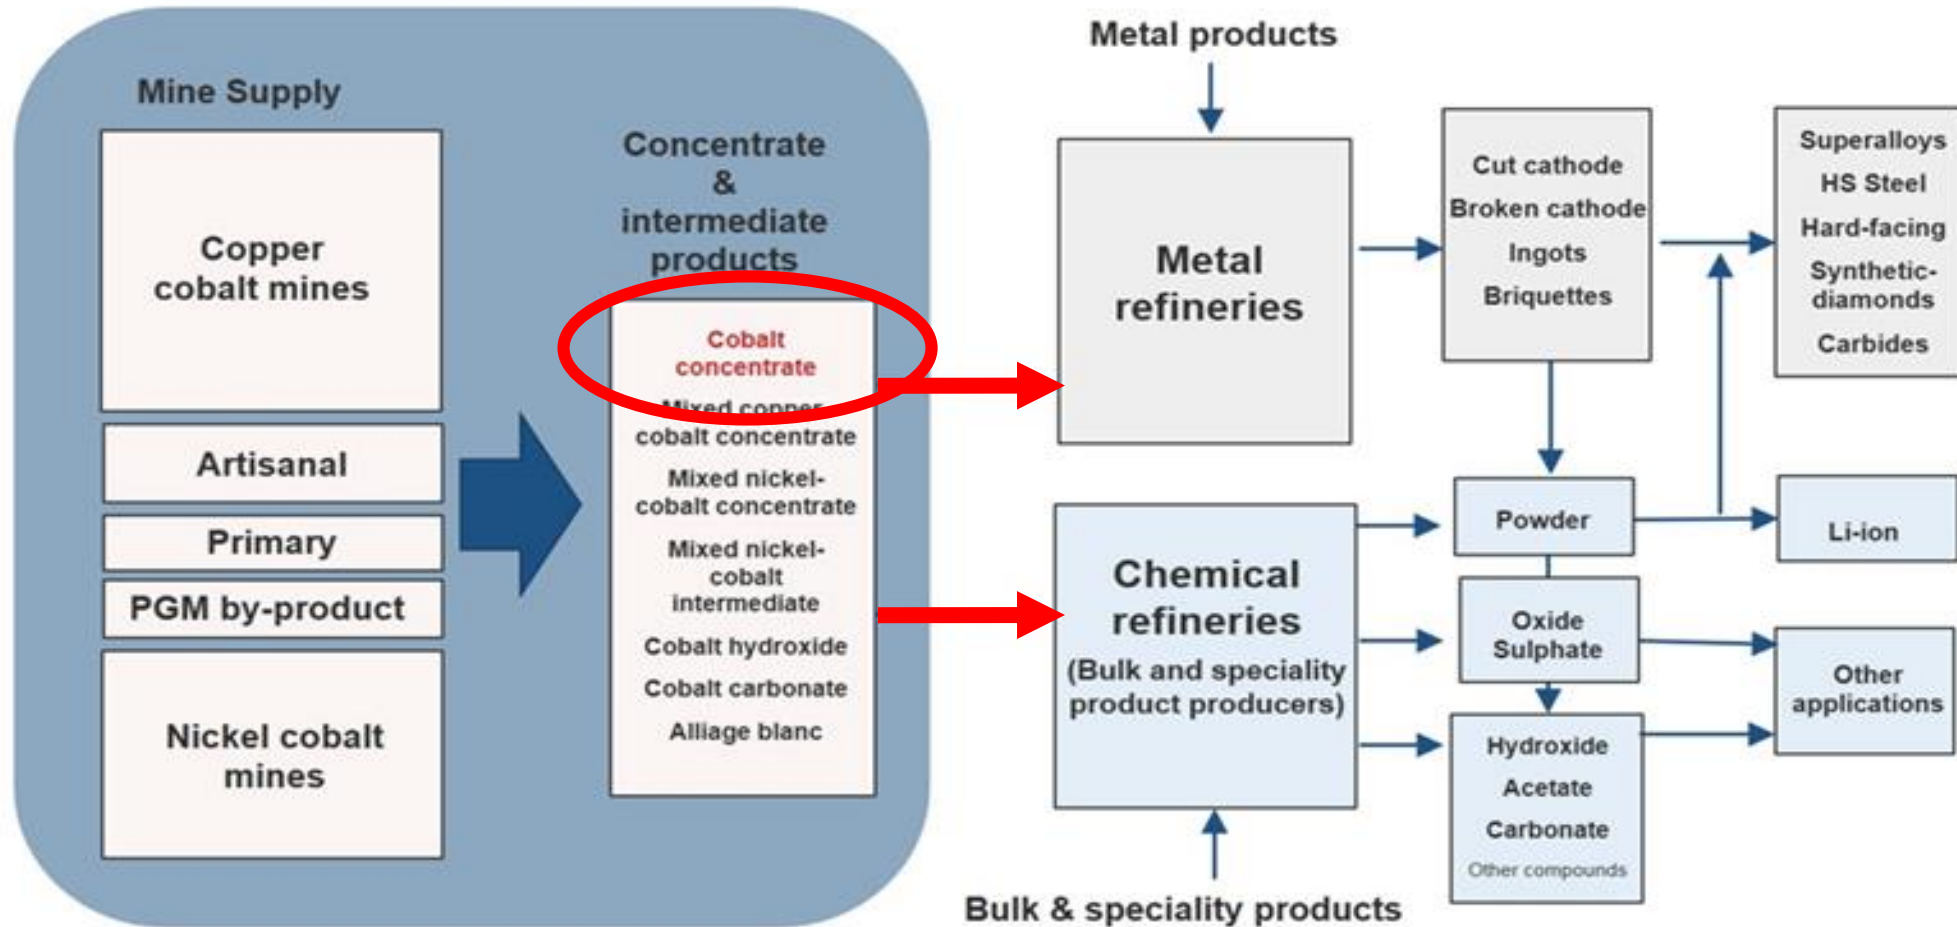 Mine Supply
Copper
cobalt mines
Artisanal
Primary
PGM by-product
Nickel cobalt
mines
Concentrate
&
intermediate
products
Cobalt
concentrate
Mixed copper
cobalt concentrate
Mixed nickel-
cobalt concentrate
Mixed nickel-
cobalt
intermediate
Cobalt hydroxide
Cobalt carbonate
Alliage blanc
Metal products
Metal
refineries
Cut cathode
Broken cathode
Ingots
Briquettes
Superalloys
HS Steel
Hard-facing
Synthetic-
diamonds
Carbides
Chemical
refineries
(Bulk and speciality
product producers)
Powder
Li-ion
Oxide
Sulphate
Other
applications
Hydroxide
Acetate
Carbonate
Other compounds
Bulk & speciality products